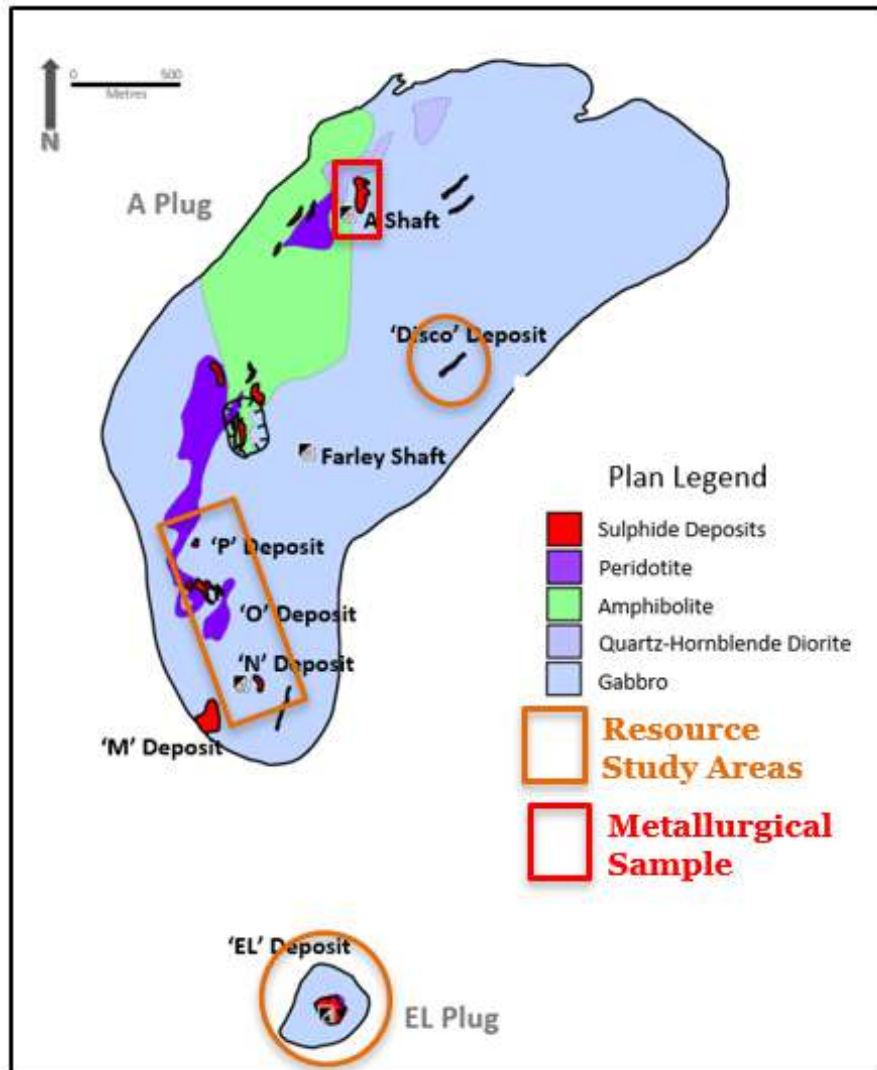 0 500
Metres
N
A Plug
A Shaft
‘Disco’ Deposit
Farley Shaft
‘P’ Deposit
‘O’ Deposit
‘N’ Deposit
‘M’ Deposit
‘EL’ Deposit
EL Plug
Plan Legend
Sulphide Deposits
Peridotite
Amphibolite
Quartz-Hornblende Diorite
Gabbro
Resource
Study Areas
Metallurgical
Sample